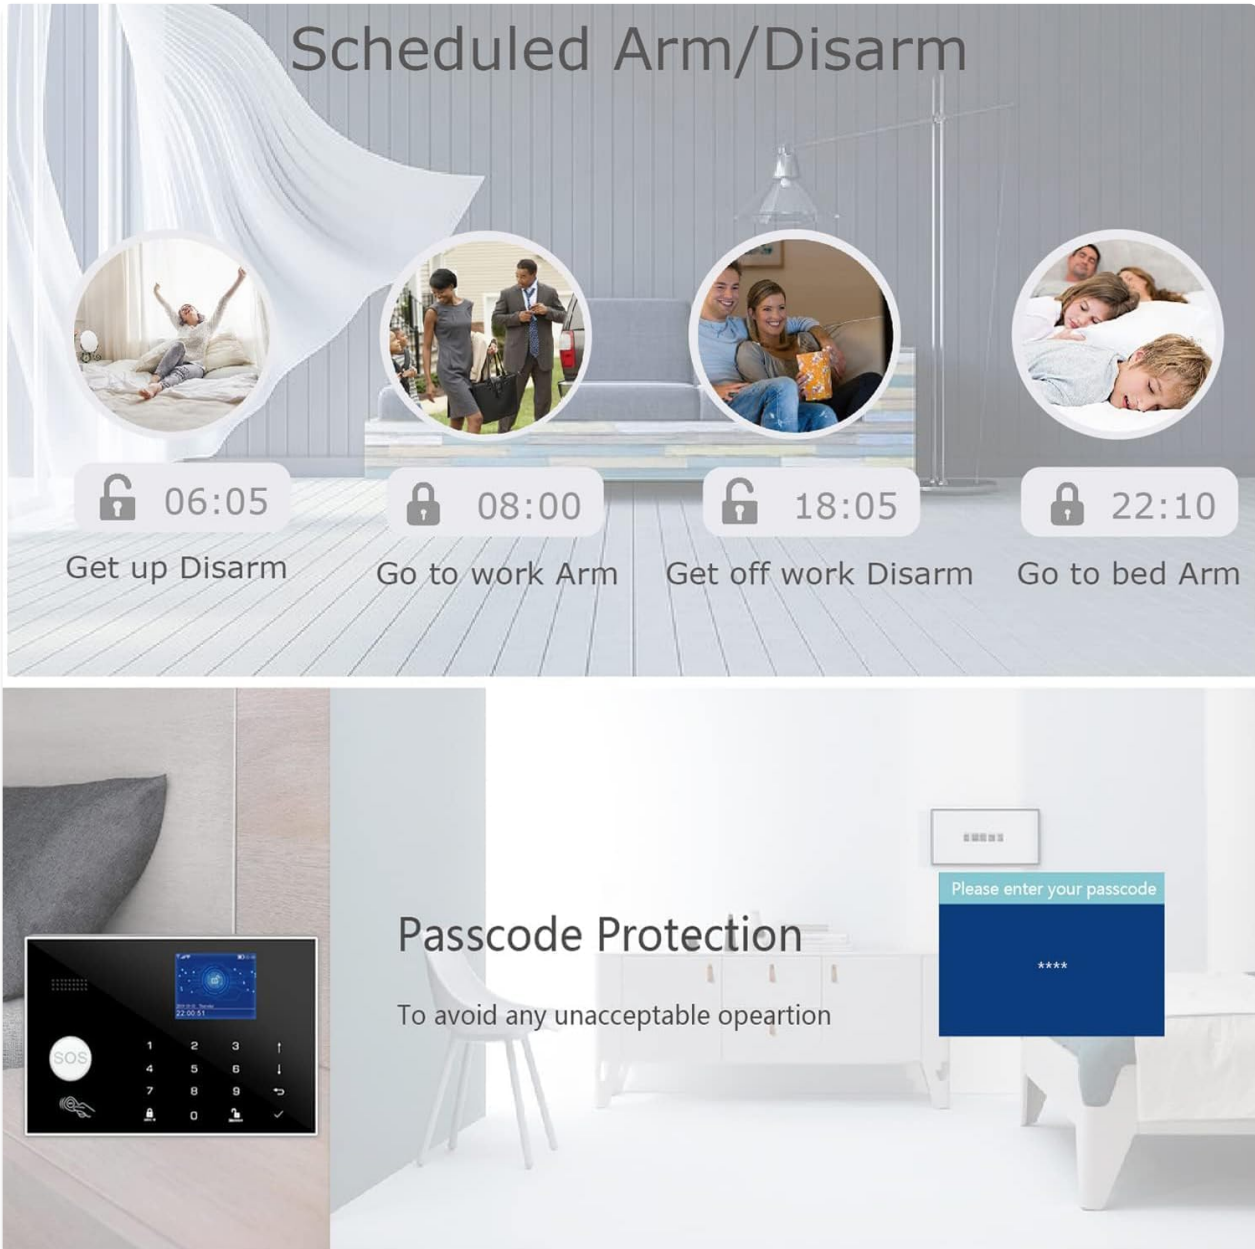 Scheduled Arm/Disarm
06:05
08:00
18:05
22:10
Get up Disarm
Go to work Arm
Get off work Disarm
Go to bed Arm
Please enter your passcode
****
Passcode Protection
To avoid any unacceptable opeartion
22:00:51
SOS
1 2 3
4 5 6
7 8 9
0